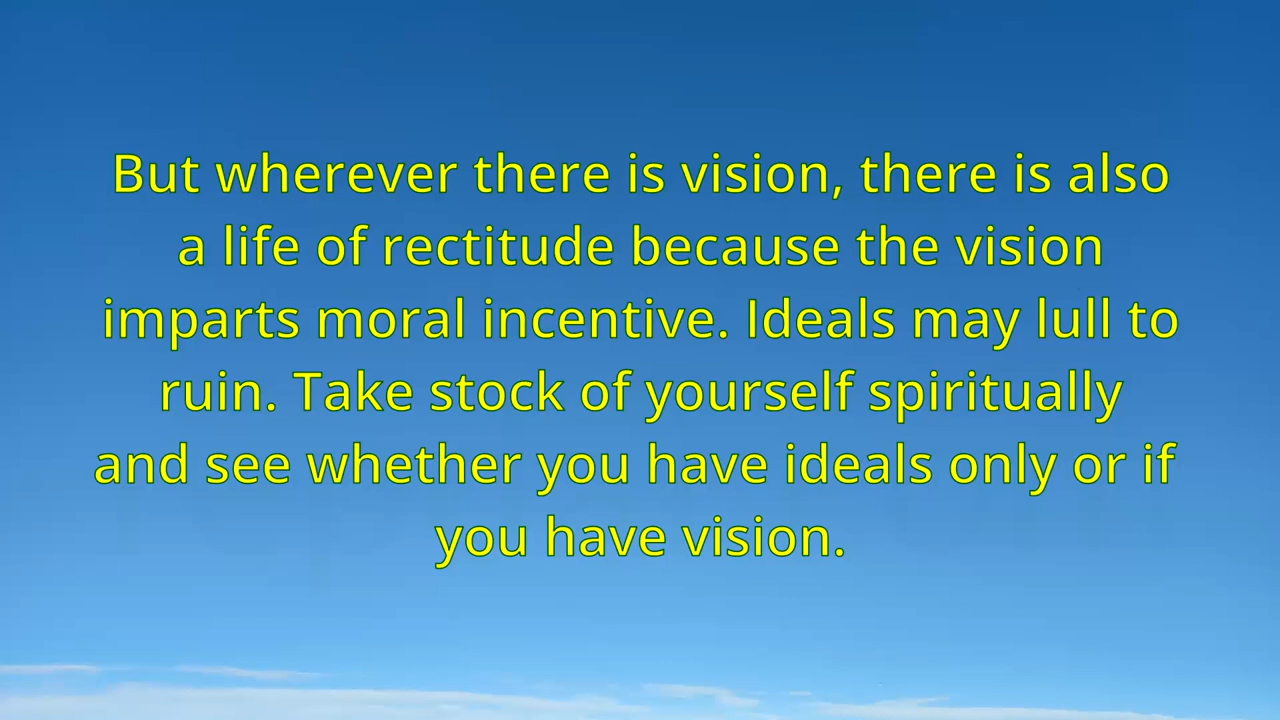 But wherever there is vision, there is also
a life of rectitude because the vision
imparts moral incentive. Ideals may lull to
ruin. Take stock of yourself spiritually
and see whether you have ideals only or if
you have vision.